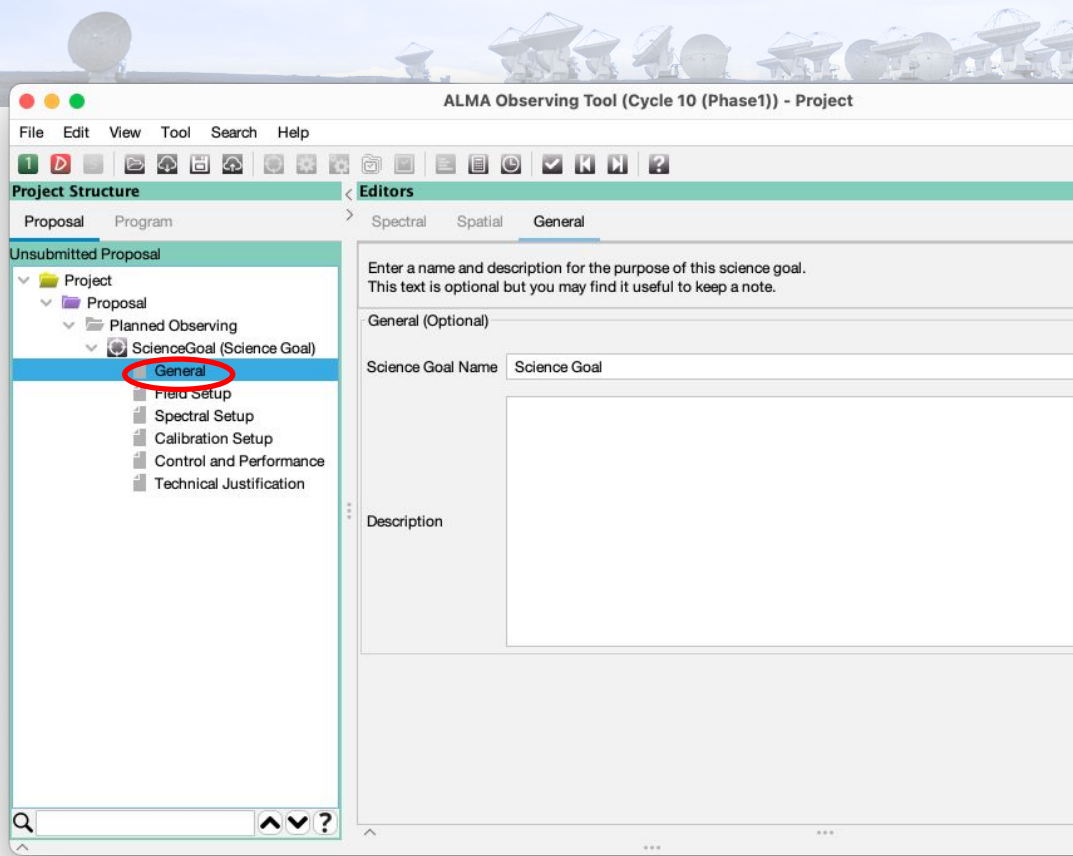 ALMA Observing Tool (Cycle 10 (Phase1)) - Project
File Edit View Tool Search Help
1 D ?
Project Structure
Proposal Program
Unsubmitted Proposal
Project
Proposal
Planned Observing
ScienceGoal (Science Goal)
General
Field Setup
Spectral Setup
Calibration Setup
Control and Performance
Technical Justification
?
Editors
Spectral Spatial General
Enter a name and description for the purpose of this science goal.
This text is optional but you may find it useful to keep a note.
General (Optional)
Science Goal Name Science Goal
Description